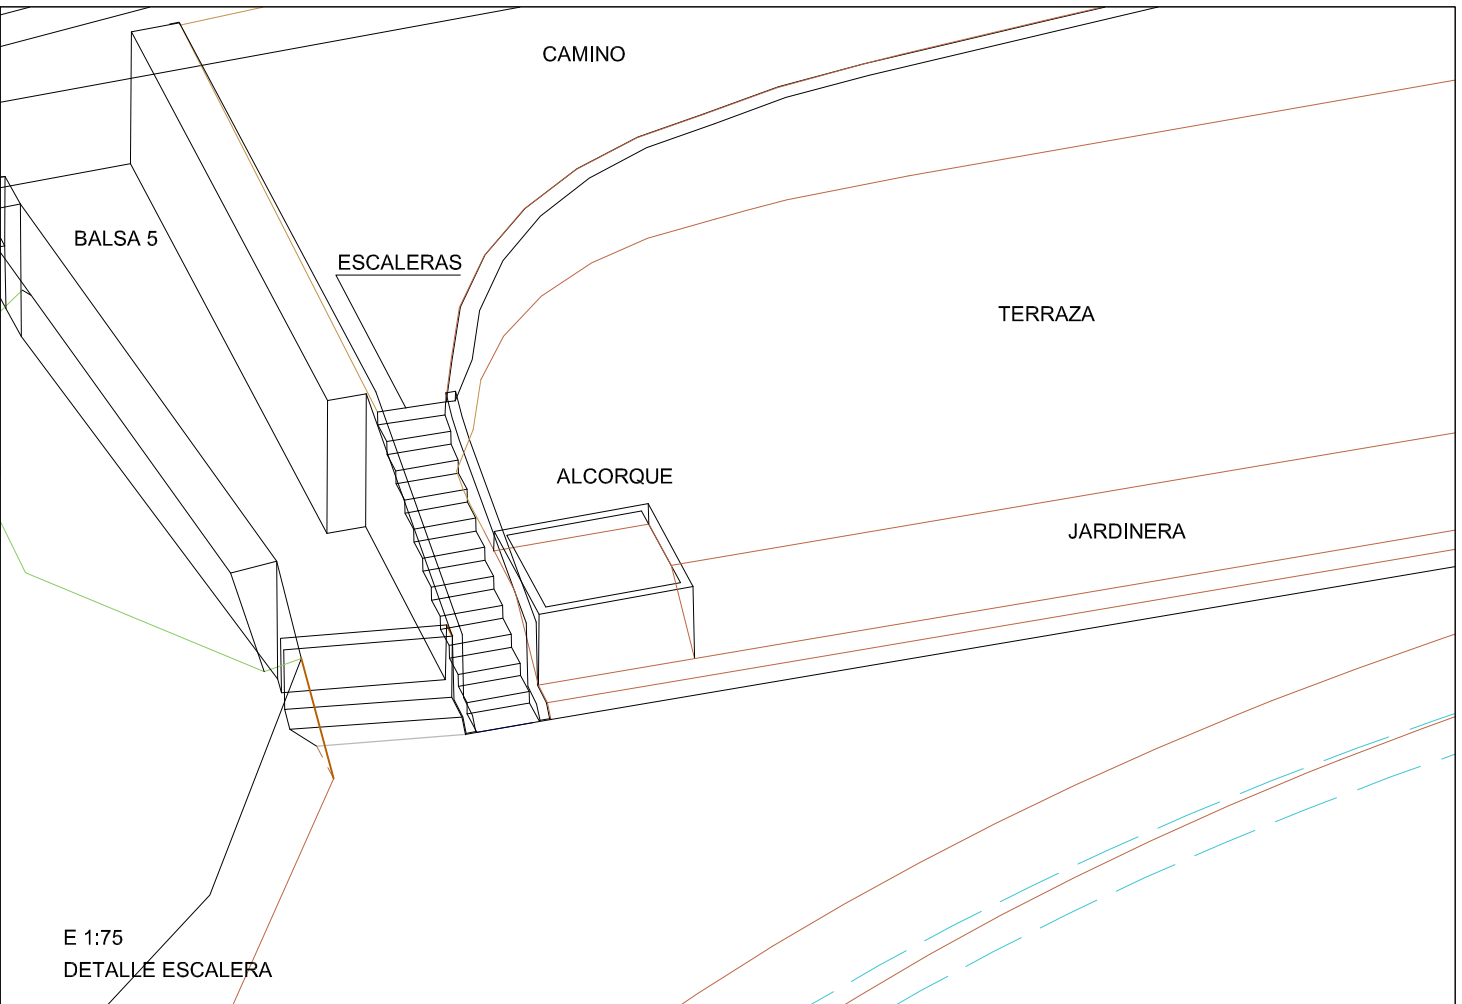 CAMINO
BALSA 5
ESCALERAS
TERRAZA
ALCORQUE
JARDINERA
E 1:75
DETALLE ESCALERA